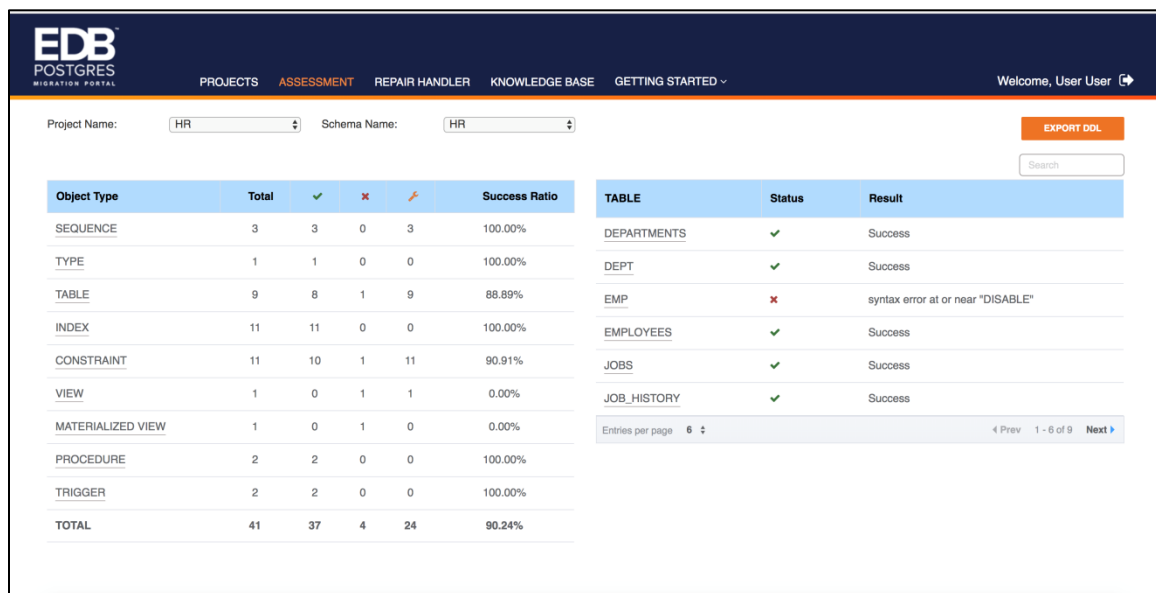 EDB™
POSTGRES
MIGRATION PORTAL
PROJECTS ASSESSMENT REPAIR HANDLER KNOWLEDGE BASE GETTING STARTED Welcome, User User
Project Name: HR Schema Name: HR EXPORT DDL
Search
Object Type Total Success Ratio
SEQUENCE 3 3 0 3 100.00%
TYPE 1 1 0 0 100.00%
TABLE 9 8 1 9 88.89%
INDEX 11 11 0 0 100.00%
CONSTRAINT 11 10 1 11 90.91%
VIEW 1 0 1 1 0.00%
MATERIALIZED VIEW 1 0 1 0 0.00%
PROCEDURE 2 2 0 0 100.00%
TRIGGER 2 2 0 0 100.00%
TOTAL 41 37 4 24 90.24%
TABLE Status Result
DEPARTMENTS Success
DEPT Success
EMP syntax error at or near "DISABLE"
EMPLOYEES Success
JOBS Success
JOB_HISTORY Success
Entries per page 6 Prev 1 - 6 of 9 Next